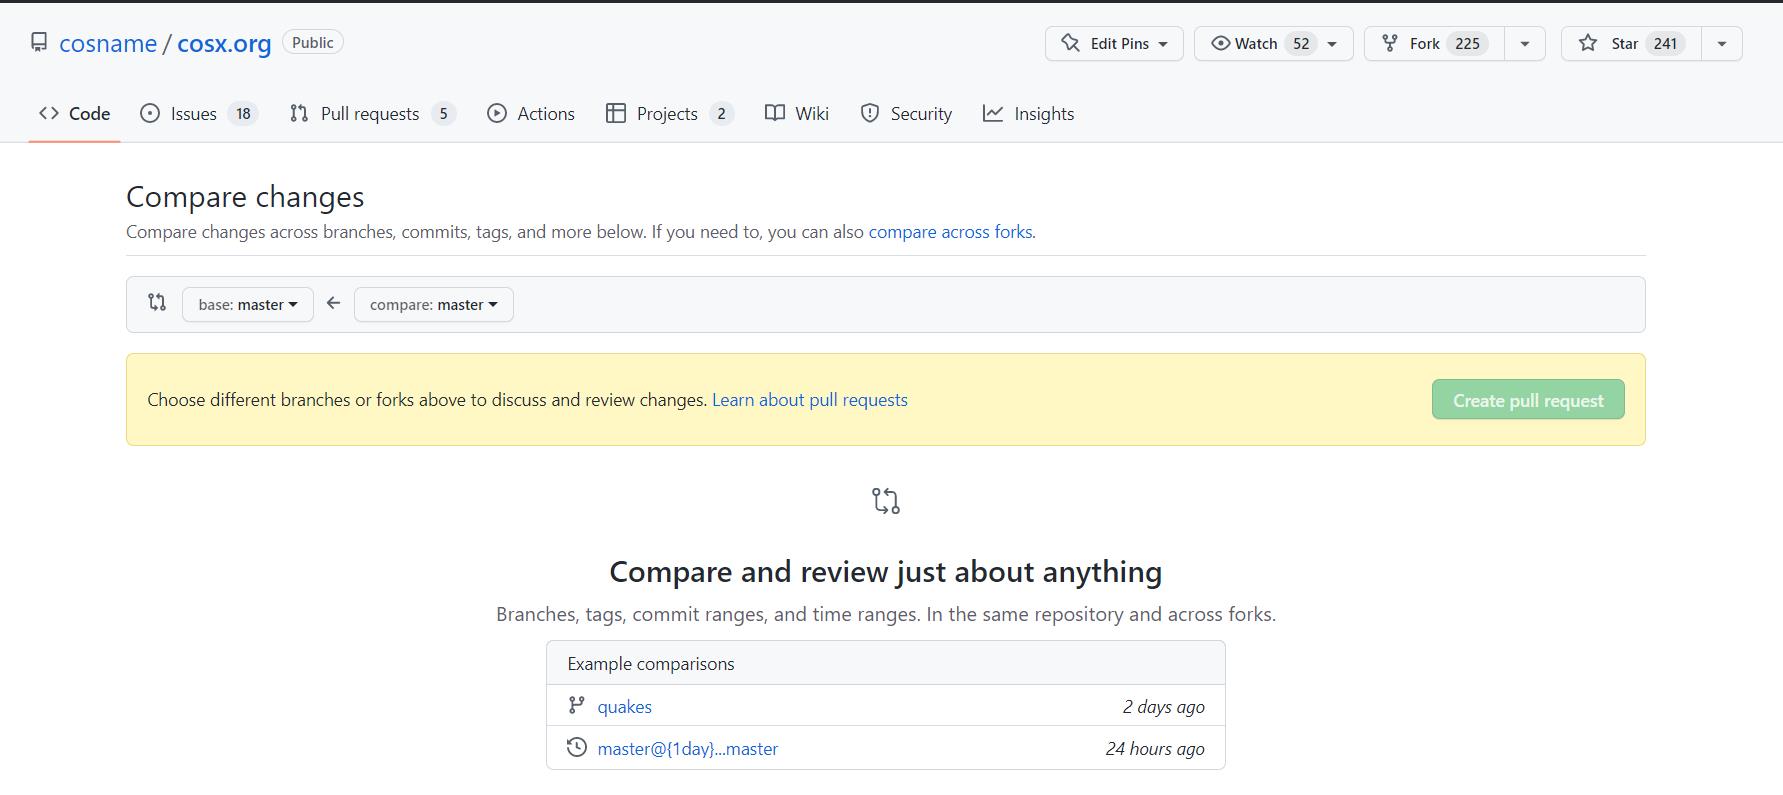 cosname / cosx.org Public
Edit Pins Watch 52 Fork 225 Star 241
Code Issues 18 Pull requests 5 Actions Projects 2 Wiki Security Insights
Compare changes
Compare changes across branches, commits, tags, and more below. If you need to, you can also compare across forks.
base: master ← compare: master
Choose different branches or forks above to discuss and review changes. Learn about pull requests Create pull request
Compare and review just about anything
Branches, tags, commit ranges, and time ranges. In the same repository and across forks.
Example comparisons
quakes 2 days ago
master@{1day}...master 24 hours ago